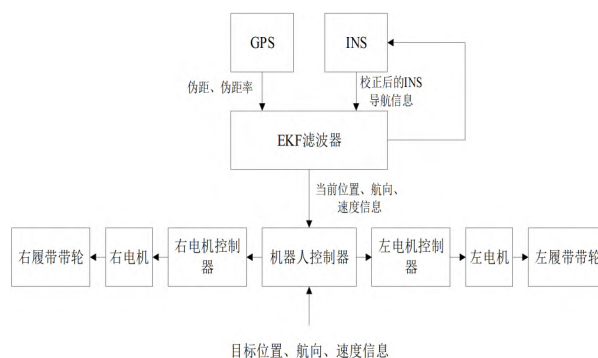 GPS
INS
伪距、伪距率
校正后的INS
导航信息
EKF滤波器
当前位置、航向、
速度信息
右履带带轮
右电机
右电机控制
器
机器人控制器
左电机控制
器
左电机
左履带带轮
目标位置、航向、速度信息